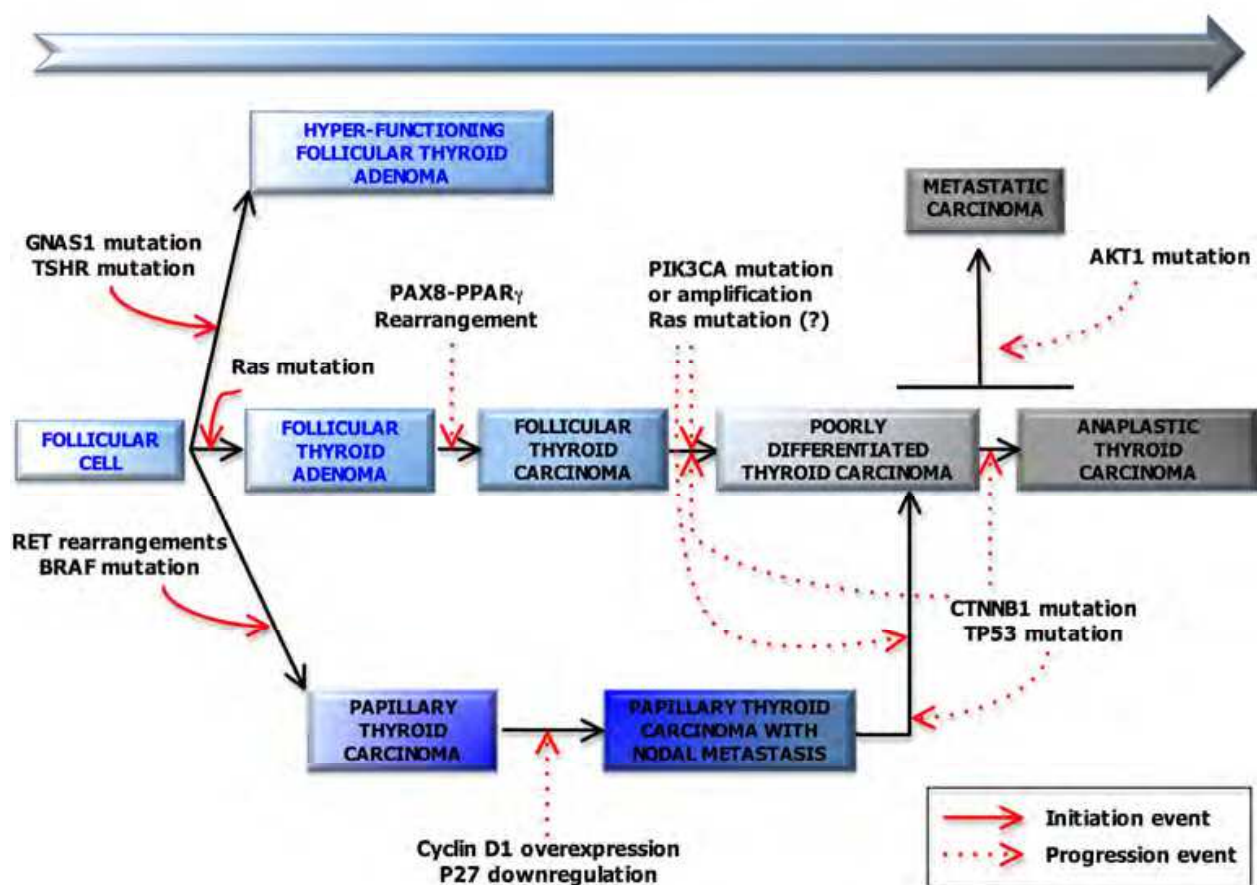 HYPER-FUNCTIONING
FOLLICULAR THYROID
ADENOMA
METASTATIC
CARCINOMA
GNAS1 mutation
TSHR mutation
PAX8-PPARγ
Rearrangement
PIK3CA mutation
or amplification
Ras mutation (?)
AKT1 mutation
Ras mutation
FOLLICULAR
CELL
FOLLICULAR
THYROID
ADENOMA
FOLLICULAR
THYROID
CARCINOMA
POORLY
DIFFERENTIATED
THYROID CARCINOMA
ANAPLASTIC
THYROID
CARCINOMA
RET rearrangements
BRAF mutation
CTNNB1 mutation
TP53 mutation
PAPILLARY
THYROID
CARCINOMA
PAPILLARY THYROID
CARCINOMA WITH
NODAL METASTASIS
Cyclin D1 overexpression
P27 downregulation
Initiation event
Progression event